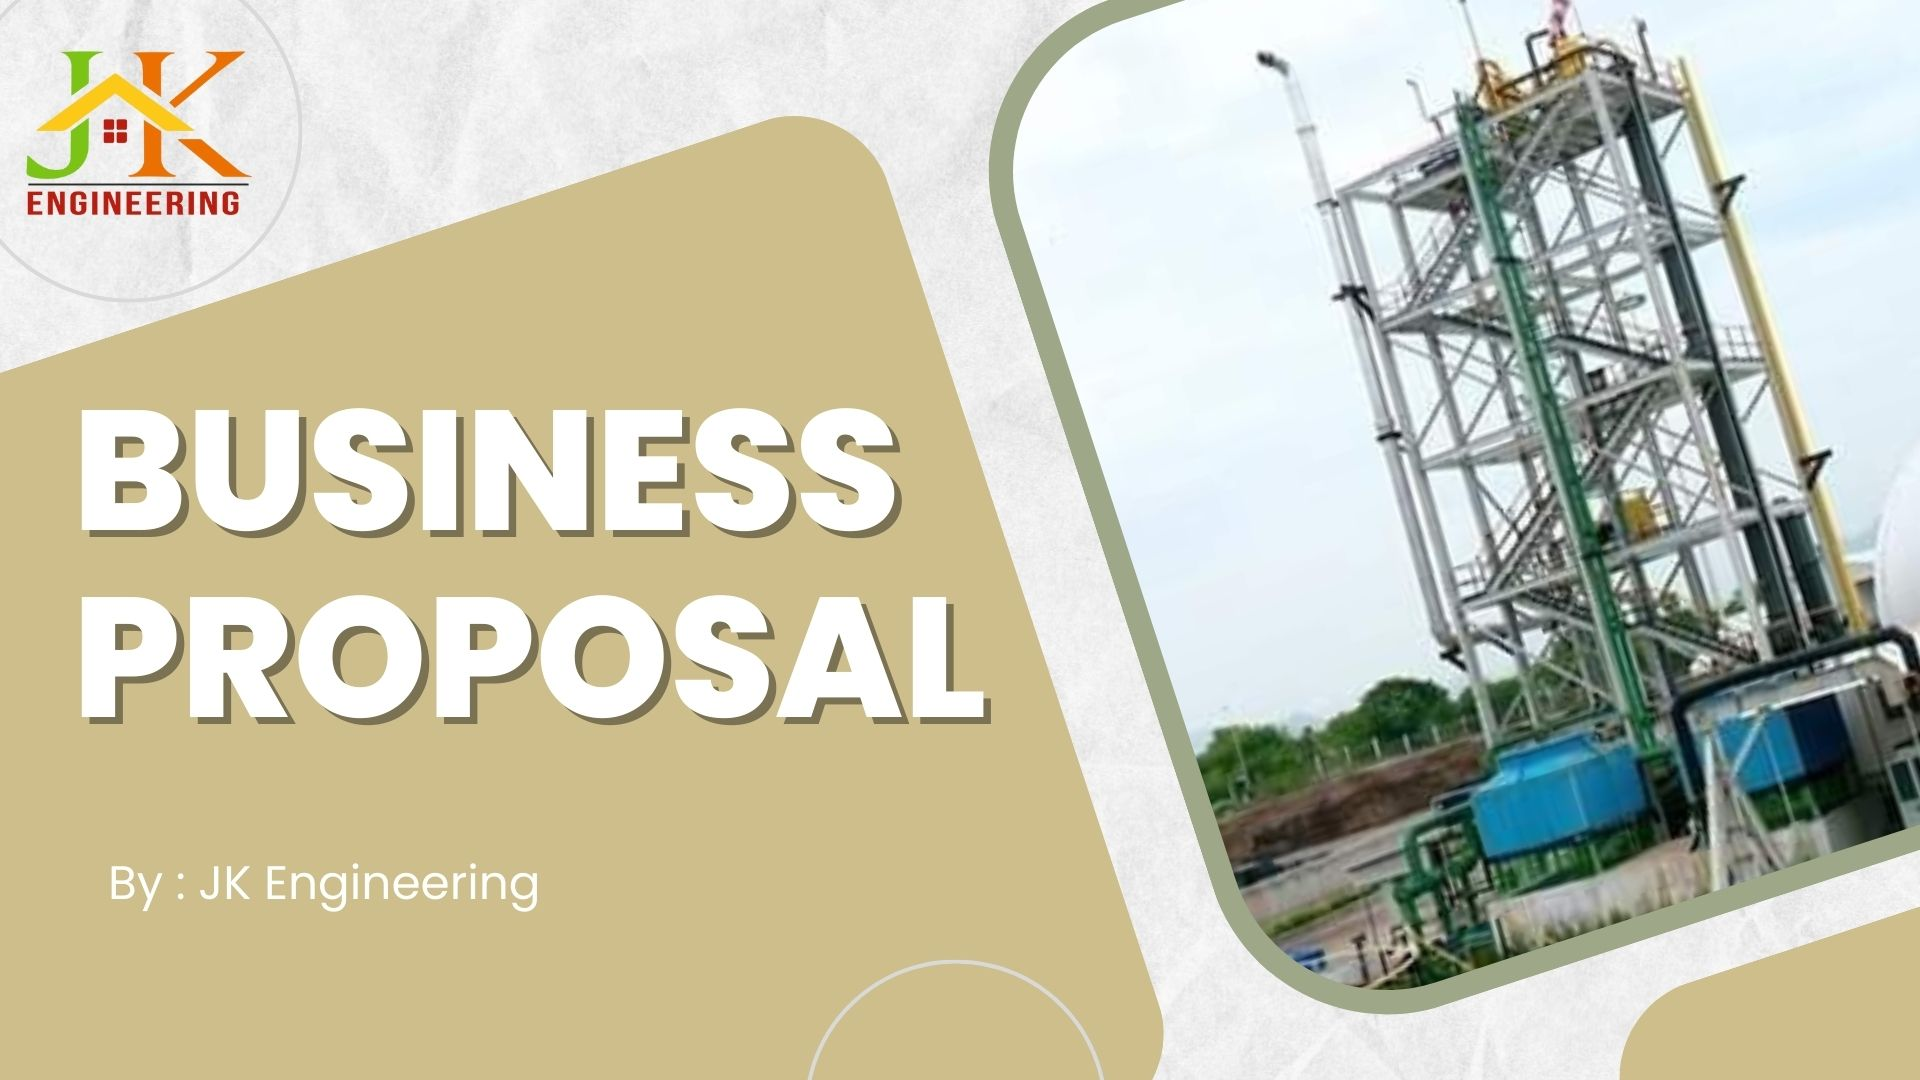 JK
ENGINEERING
BUSINESS
PROPOSAL
By : JK Engineering